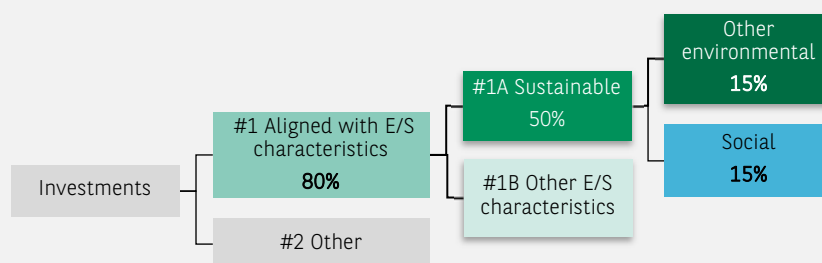 Investments
#1 Aligned with E/S
characteristics
80%
#2 Other
#1A Sustainable
50%
#1B Other E/S
characteristics
Other
environmental
15%
Social
15%